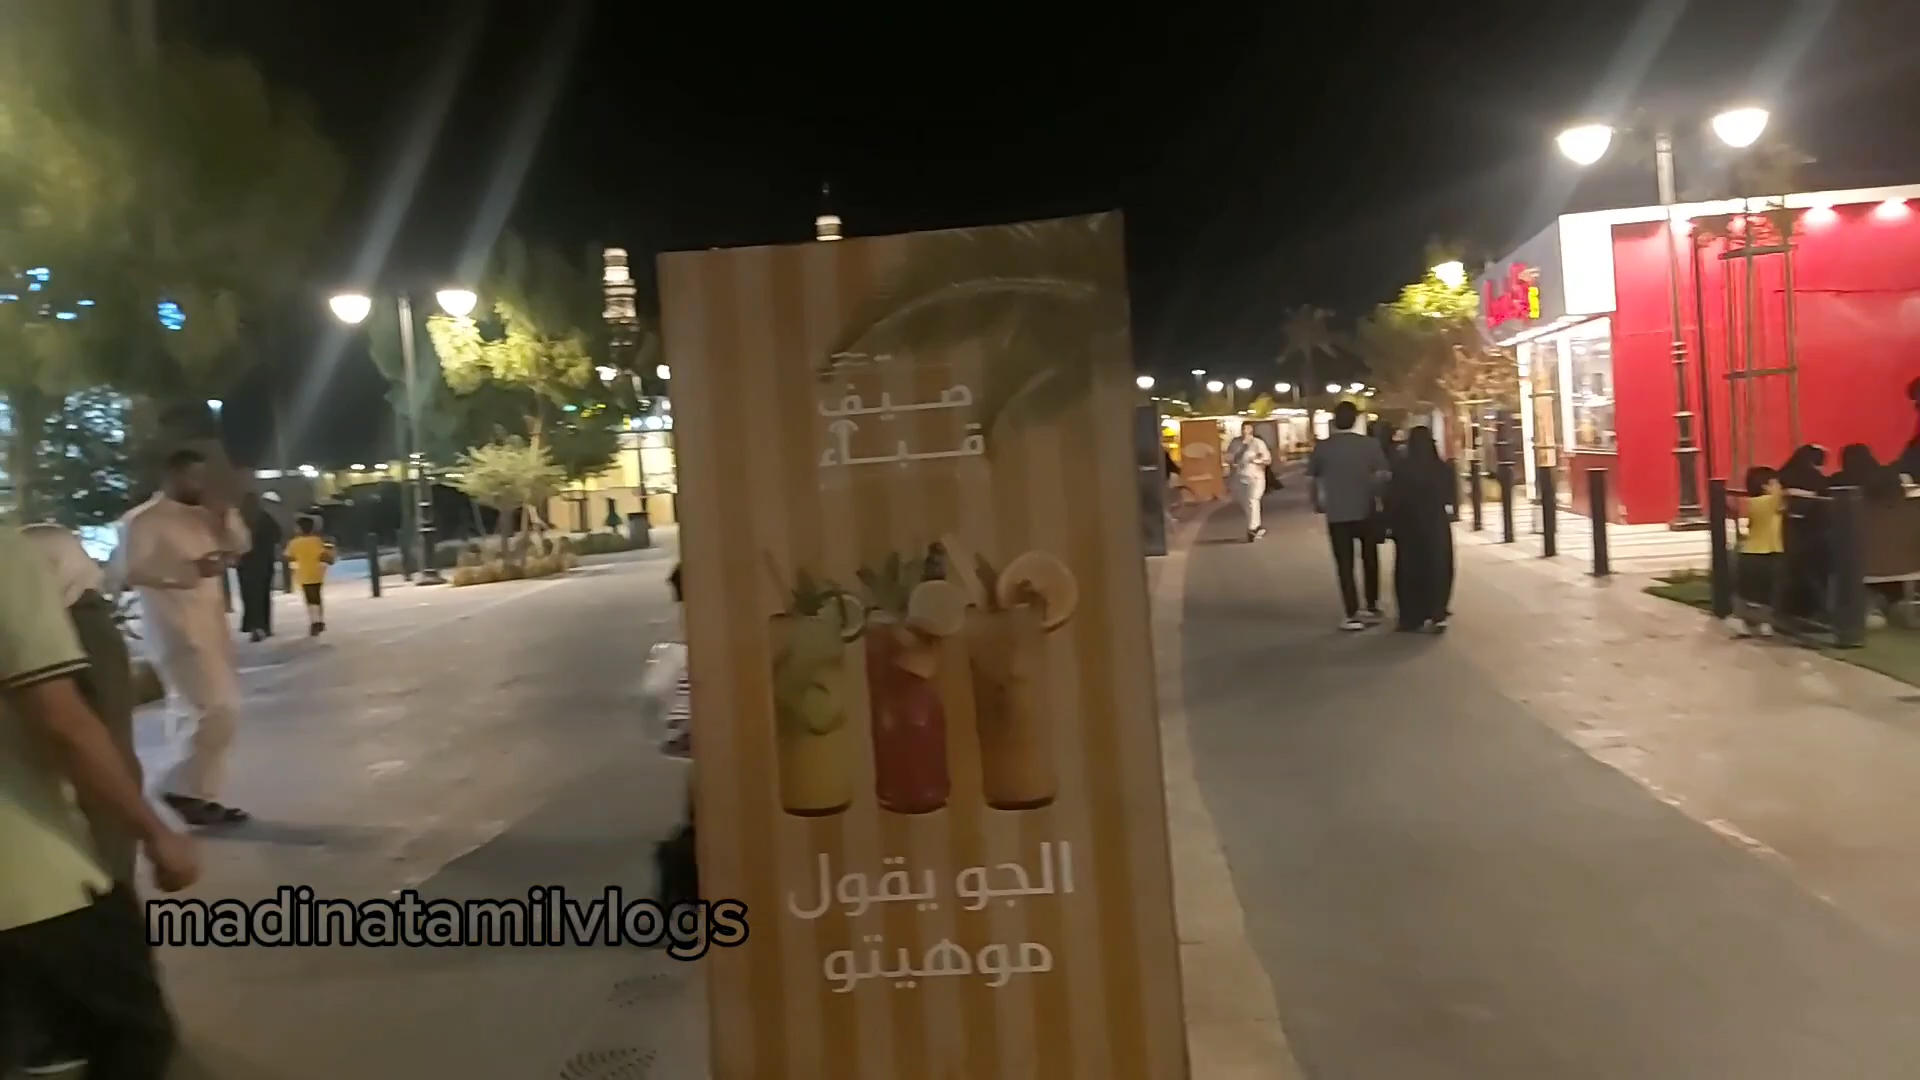 صيف
قباء
الجو يقول
موهيتو
madinatamilvlogs